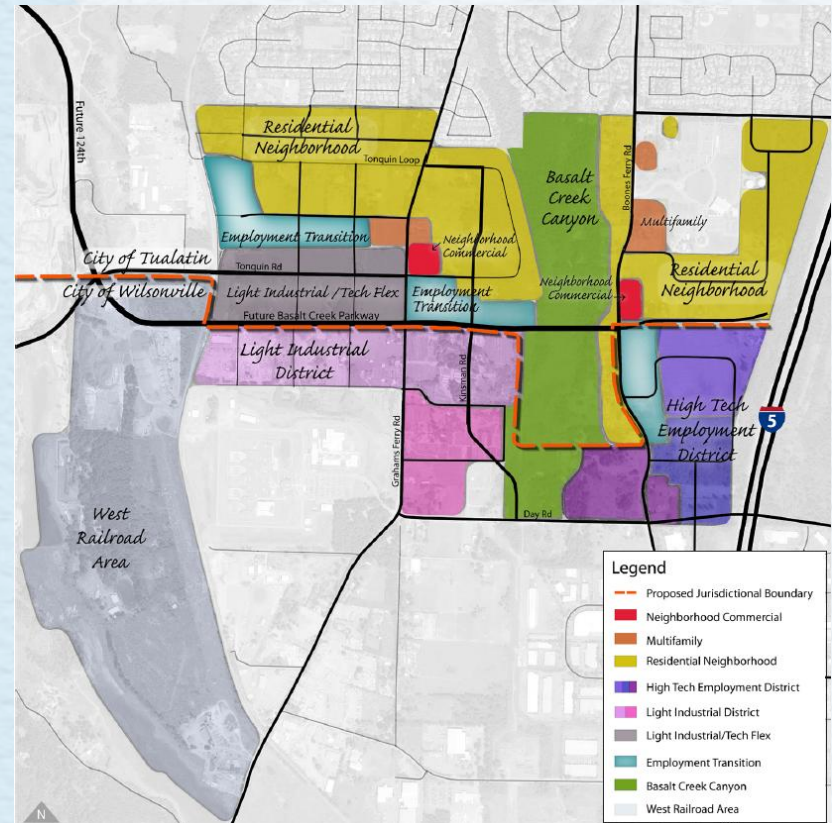 Future 124th
Residential
Neighborhood
Tonquin Loop
Basalt
Creek
Canyon
Boones Ferry Rd
Multifamily
Employment Transition
Neighborhood
Commercial
City of Tualatin
City of Wilsonville
Tonquin Rd
Light Industrial / Tech Flex
Employment
Transition
Neighborhood
Commercial
Residential
Neighborhood
Future Basalt Creek Parkway
Light Industrial
District
Kinsman Rd
Grahams Ferry Rd
High Tech
Employment
District
5
West
Railroad
Area
Day Rd
Legend
Proposed Jurisdictional Boundary
Neighborhood Commercial
Multifamily
Residential Neighborhood
High Tech Employment District
Light Industrial District
Light Industrial/Tech Flex
Employment Transition
Basalt Creek Canyon
West Railroad Area
N